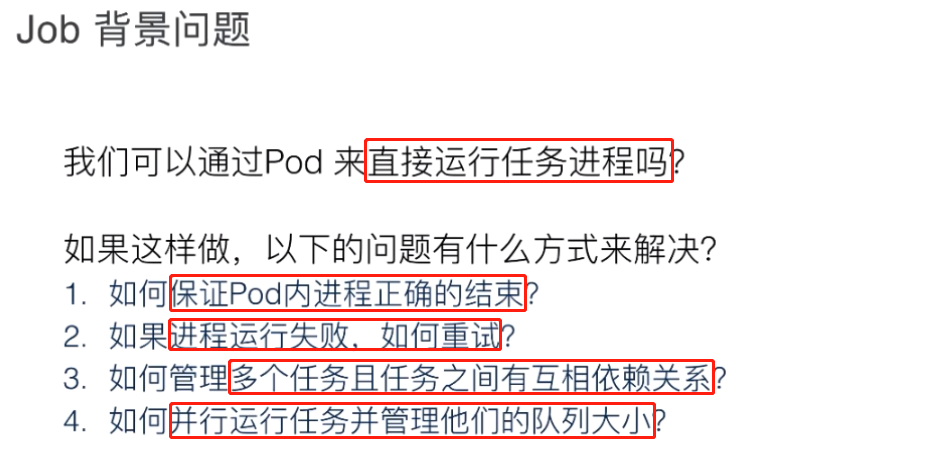 Job 背景问题
我们可以通过Pod 来直接运行任务进程吗?
如果这样做，以下的问题有什么方式来解决?
1. 如何保证Pod内进程正确的结束?
2. 如果进程运行失败，如何重试?
3. 如何管理多个任务且任务之间有互相依赖关系?
4. 如何并行运行任务并管理他们的队列大小?